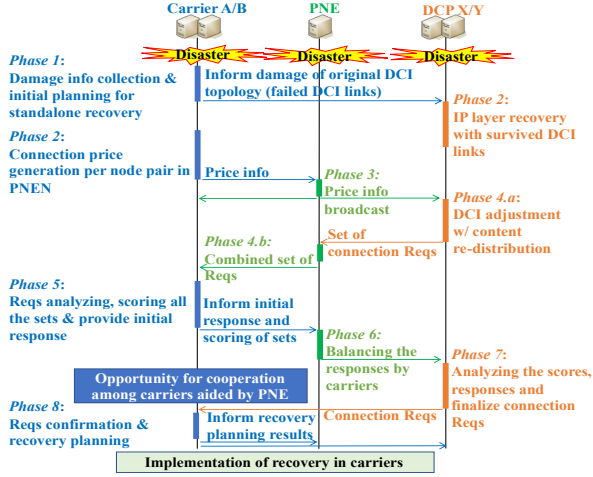 Carrier A/B
PNE
DCP X/Y
Disaster
Disaster
Disaster
Phase 1:
Damage info collection &
initial planning for
standalone recovery
Inform damage of original DCI
topology (failed DCI links)
Phase 2:
IP layer recovery
with survived DCI
links
Phase 2:
Connection price
generation per node pair in
PNEN
Price info
Phase 3:
Price info
broadcast
Phase 4.a:
DCI adjustment
w/ content
re-distribution
Set of
connection Reqs
Phase 4.b:
Combined set of
Reqs
Phase 5
Reqs analyzing, scoring all
the sets & provide initial
response
Inform initial
response and
scoring of sets
Phase 6:
Balancing the
responses by
carriers
Phase 7:
Analyzing the scores,
responses and
finalize connection
Reqs
Opportunity for cooperation
among carriers aided by PNE
Connection Reqs
Phase 8:
Reqs confirmation &
recovery planning
Inform recovery
planning results
Implementation of recovery in carriers